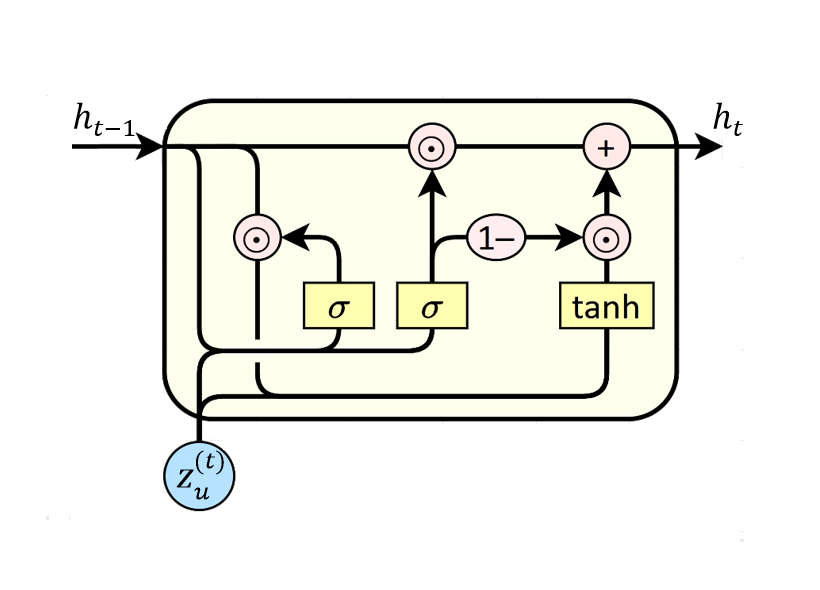 h_{t-1}
h_t
⊙
+
⊙
1–
⊙
σ
σ
tanh
z_u^{(t)}